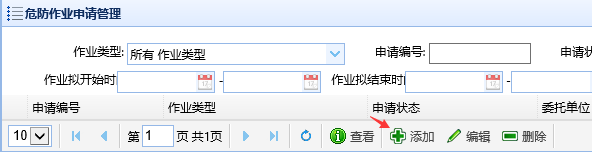 危防作业申请管理
作业类型: 所有 作业类型 申请编号: 申请状
作业拟开始时 - 作业拟结束时 -
申请编号 作业类型 申请状态 委托单位
10 第 1 页 共1页 查看 添加 编辑 删除